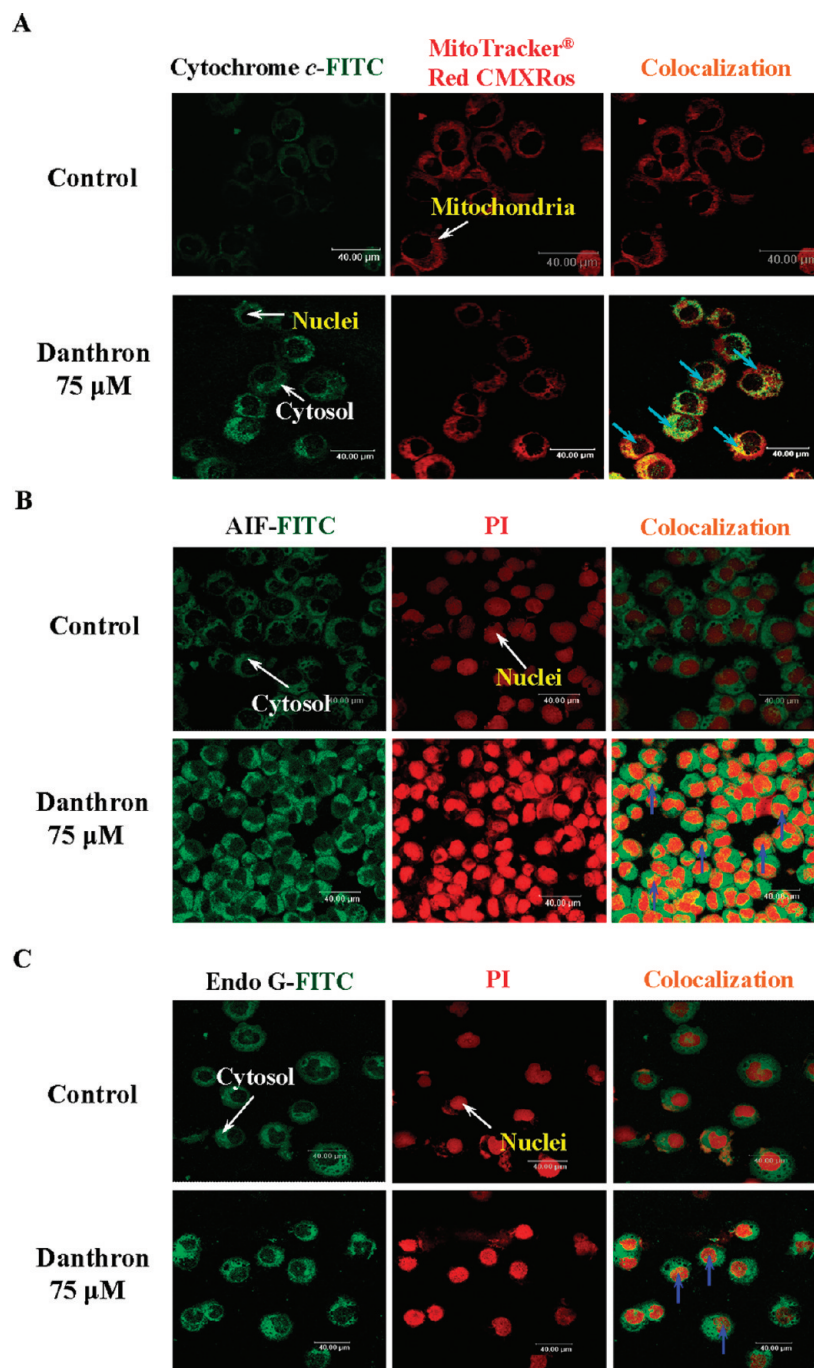 A
Cytochrome c-FITC
MitoTracker®
Red CMXRos
Colocalization
Control
Mitochondria
40.00 µm
40.00 µm
40.00 µm
Danthron
75 µM
Nuclei
Cytosol
40.00 µm
40.00 µm
40.00 µm
B
AIF-FITC
PI
Colocalization
Control
Cytosol
40.00 µm
Nuclei
40.00 µm
40.00 µm
Danthron
75 µM
40.00 µm
40.00 µm
40.00 µm
C
Endo G-FITC
PI
Colocalization
Control
Cytosol
40.00 µm
Nuclei
40.00 µm
40.00 µm
Danthron
75 µM
40.00 µm
40.00 µm
40.00 µm